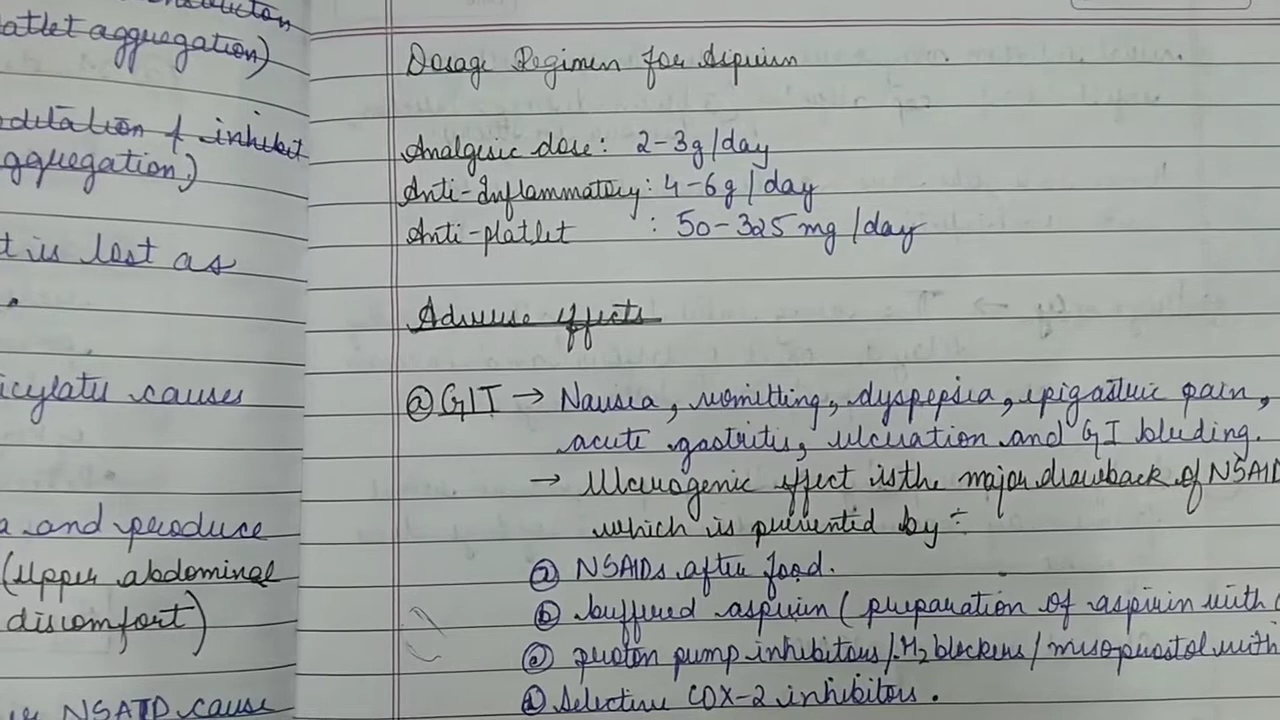 atlet aggregation)
inhibit
aggregation)
t is lost as
icylate causes
a and produce
(upper abdominal
discomfort)
NSAID cause
Dosage Regimen for Aspirin
Analgesic dose: 2-3g/day
Anti-Inflammatory: 4-6g/day
Anti-platlet : 50-325 mg/day
Adverse effects
ⓐ GIT → Nausea, vomitting, dyspepsia, epigastric pain,
acute gastritis, ulceration and GI bleeding.
→ Ulcerogenic effect is the major drawback of NSAID
which is prevented by ÷
ⓐ NSAIDs after food.
ⓑ buffered aspirin (preparation of aspirin with
ⓒ proton pump inhibitors/H2 blockers/misoprostol with
ⓓ Selective COX-2 inhibitors.